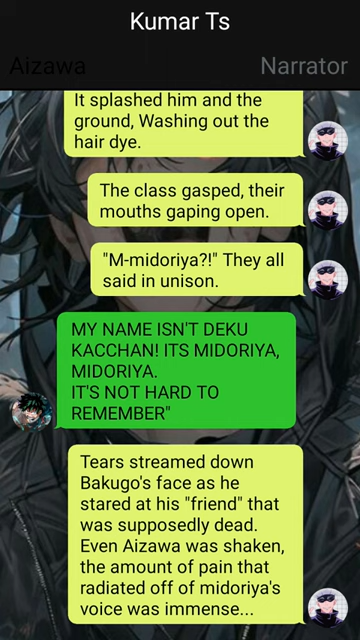 Kumar Ts
Aizawa
Narrator
It splashed him and the
ground, Washing out the
hair dye.
The class gasped, their
mouths gaping open.
"M-midoriya?!" They all
said in unison.
MY NAME ISN'T DEKU
KACCHAN! ITS MIDORIYA,
MIDORIYA.
IT'S NOT HARD TO
REMEMBER"
Tears streamed down
Bakugo's face as he
stared at his "friend" that
was supposedly dead.
Even Aizawa was shaken,
the amount of pain that
radiated off of midoriya's
voice was immense...